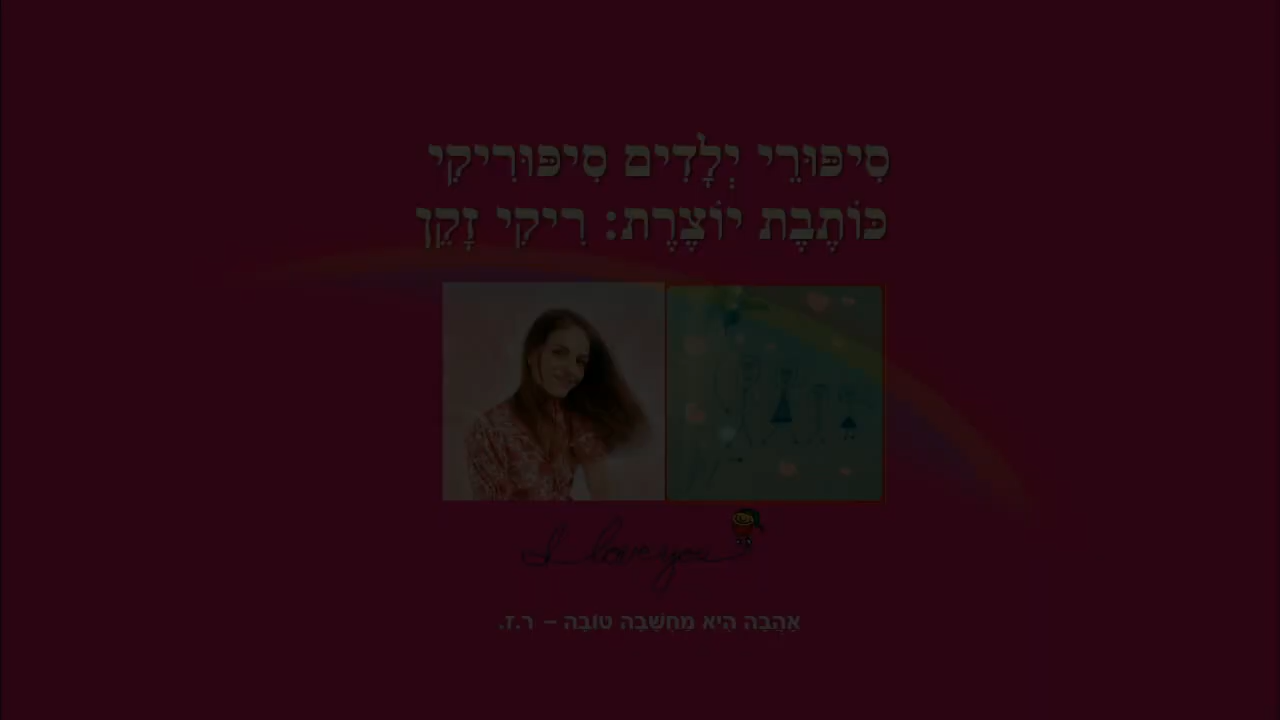 סִיפּוּרֵי יְלָדִים סִיפּוּרִיקִי
כּוֹתֶבֶת יוֹצֶרֶת: רִיקִי זָקֵן
I love you
אַהֲבָה הִיא מַחְשָׁבָה טוֹבָה – ר.ז.